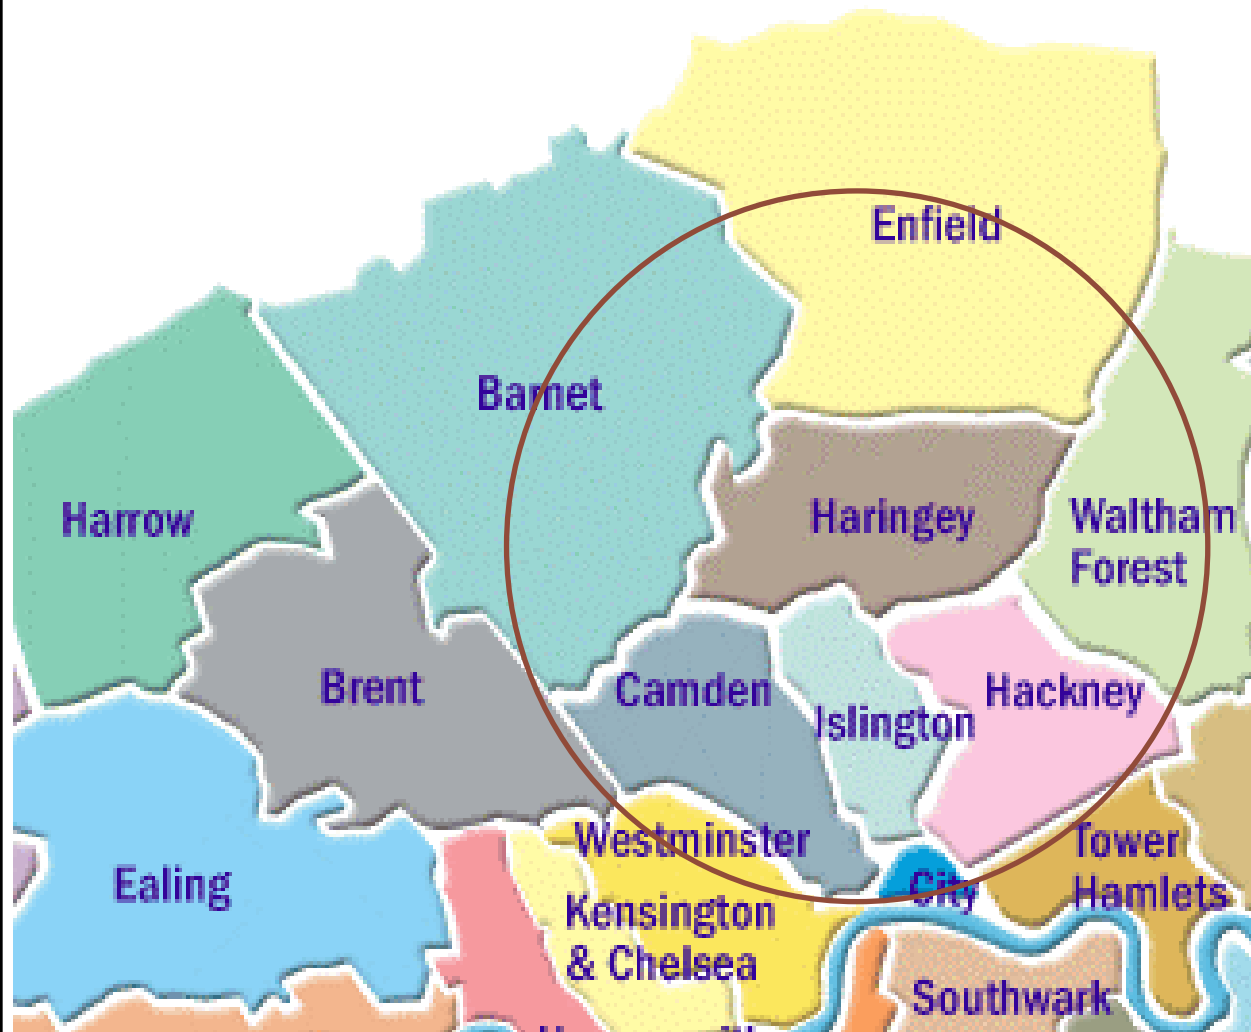 Enfield
Barnet
Harrow
Haringey
Waltham
Forest
Brent
Camden
Islington
Hackney
Westminster
Tower
Hamlets
Ealing
City
Kensington
& Chelsea
Southwark